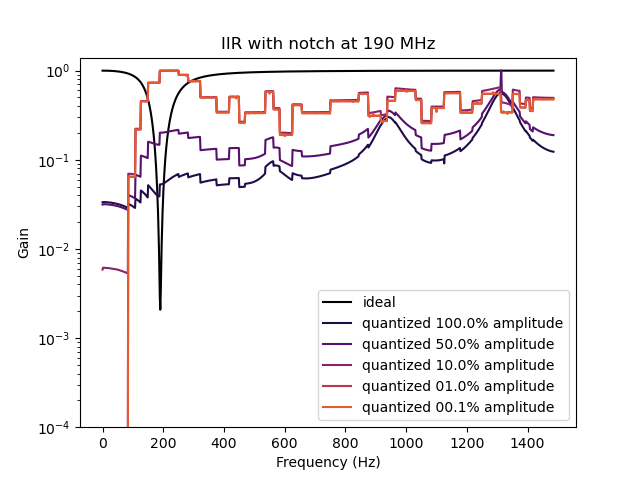 IIR with notch at 190 MHz
Gain
10⁰
10⁻¹
10⁻²
10⁻³
10⁻⁴
ideal
quantized 100.0% amplitude
quantized 50.0% amplitude
quantized 10.0% amplitude
quantized 01.0% amplitude
quantized 00.1% amplitude
0 200 400 600 800 1000 1200 1400
Frequency (Hz)